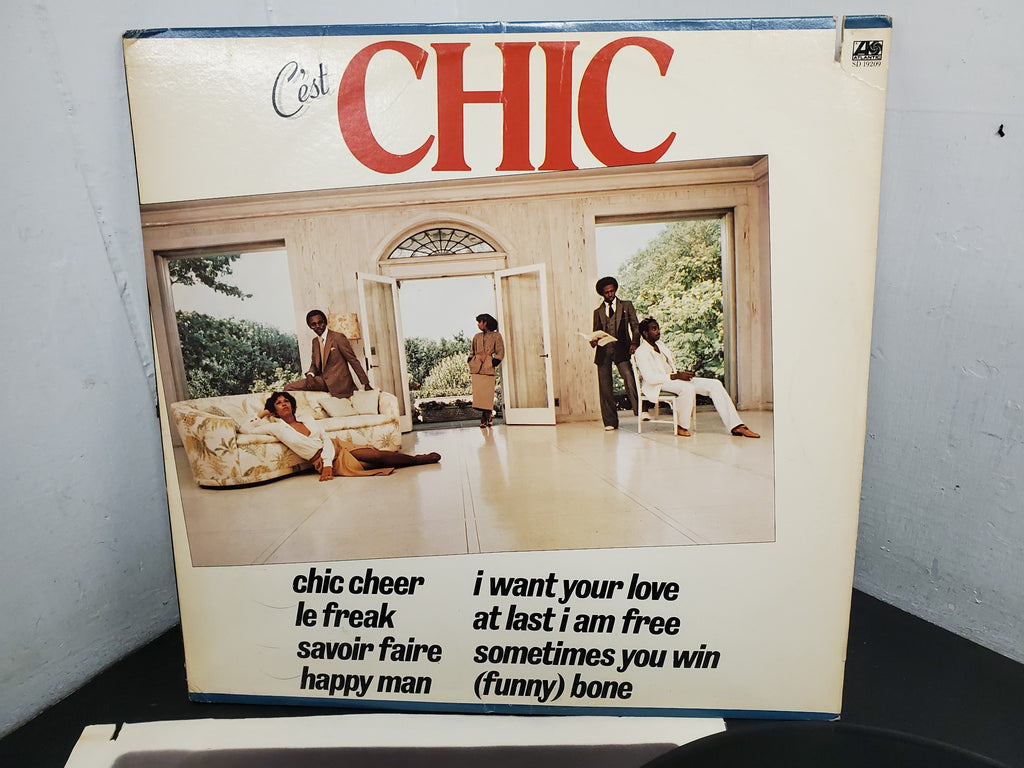 C'est CHIC
ATLANTIC
SD 19209
chic cheer
le freak
savoir faire
happy man
i want your love
at last i am free
sometimes you win
(funny) bone